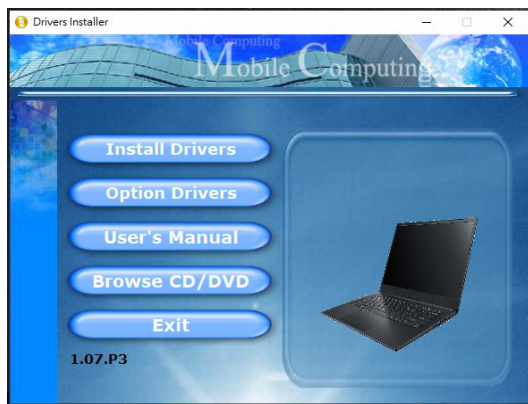 Drivers Installer
Mobile Computing
Mobile Computing
Install Drivers
Option Drivers
User's Manual
Browse CD/DVD
Exit
1.07.P3